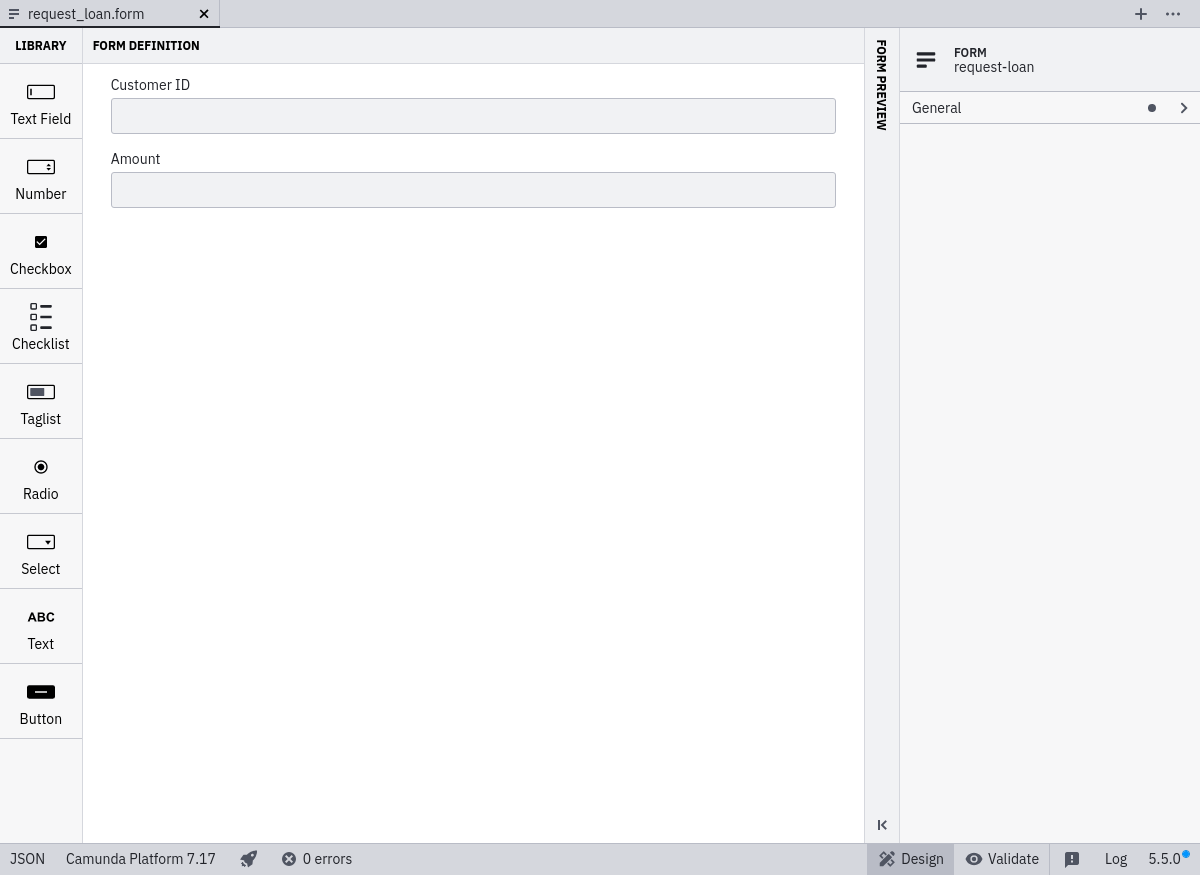 request_loan.form
LIBRARY
FORM DEFINITION
Text Field
Number
Checkbox
Checklist
Taglist
Radio
Select
ABC
Text
Button
Customer ID
Amount
FORM PREVIEW
FORM
request-loan
General
JSON
Camunda Platform 7.17
0 errors
Design
Validate
Log
5.5.0